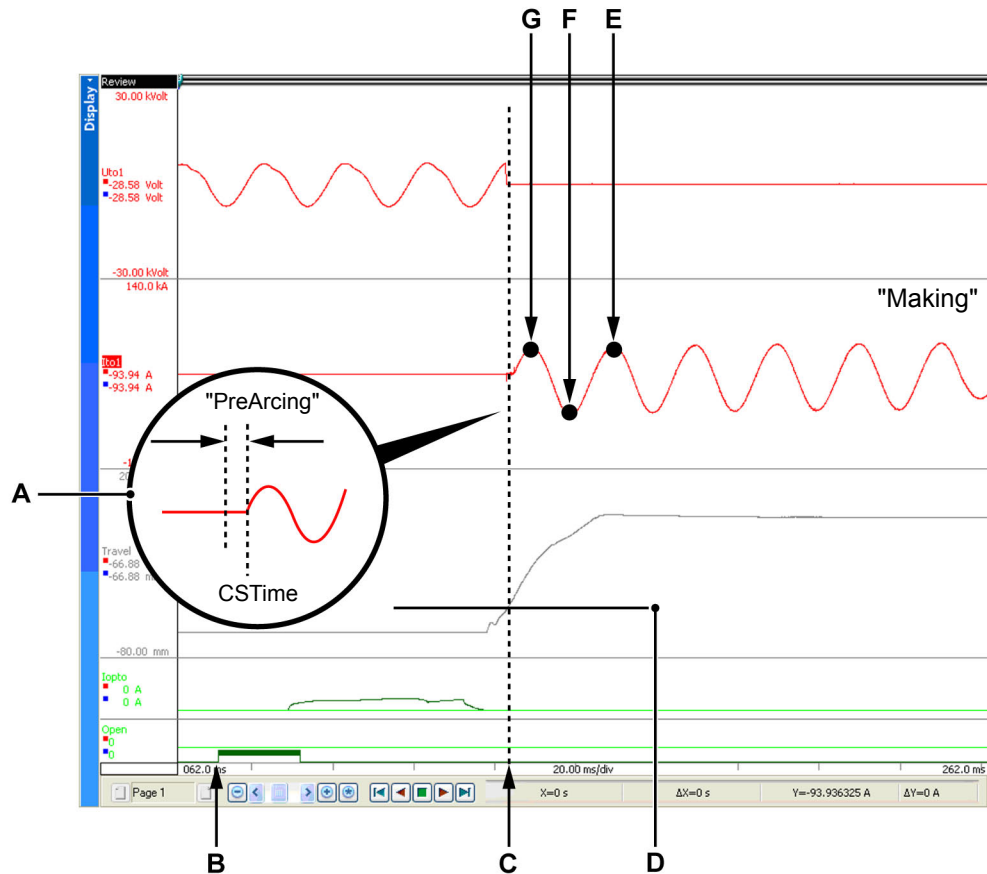 G F E
Display
Review
30.00 kVolt
Uto1
-28.58 Volt
-28.58 Volt
-30.00 kVolt
140.0 kA
"Making"
Ito1
-93.94 A
-93.94 A
"PreArcing"
A
CSTime
Travel
-66.88
-66.88 m
D
-80.00 mm
Iopto
0 A
0 A
Open
0
0
062.0 ms
20.00 ms/div
262.0 ms
Page 1
X=0 s
ΔX=0 s
Y=-93.936325 A
ΔY=0 A
B C D